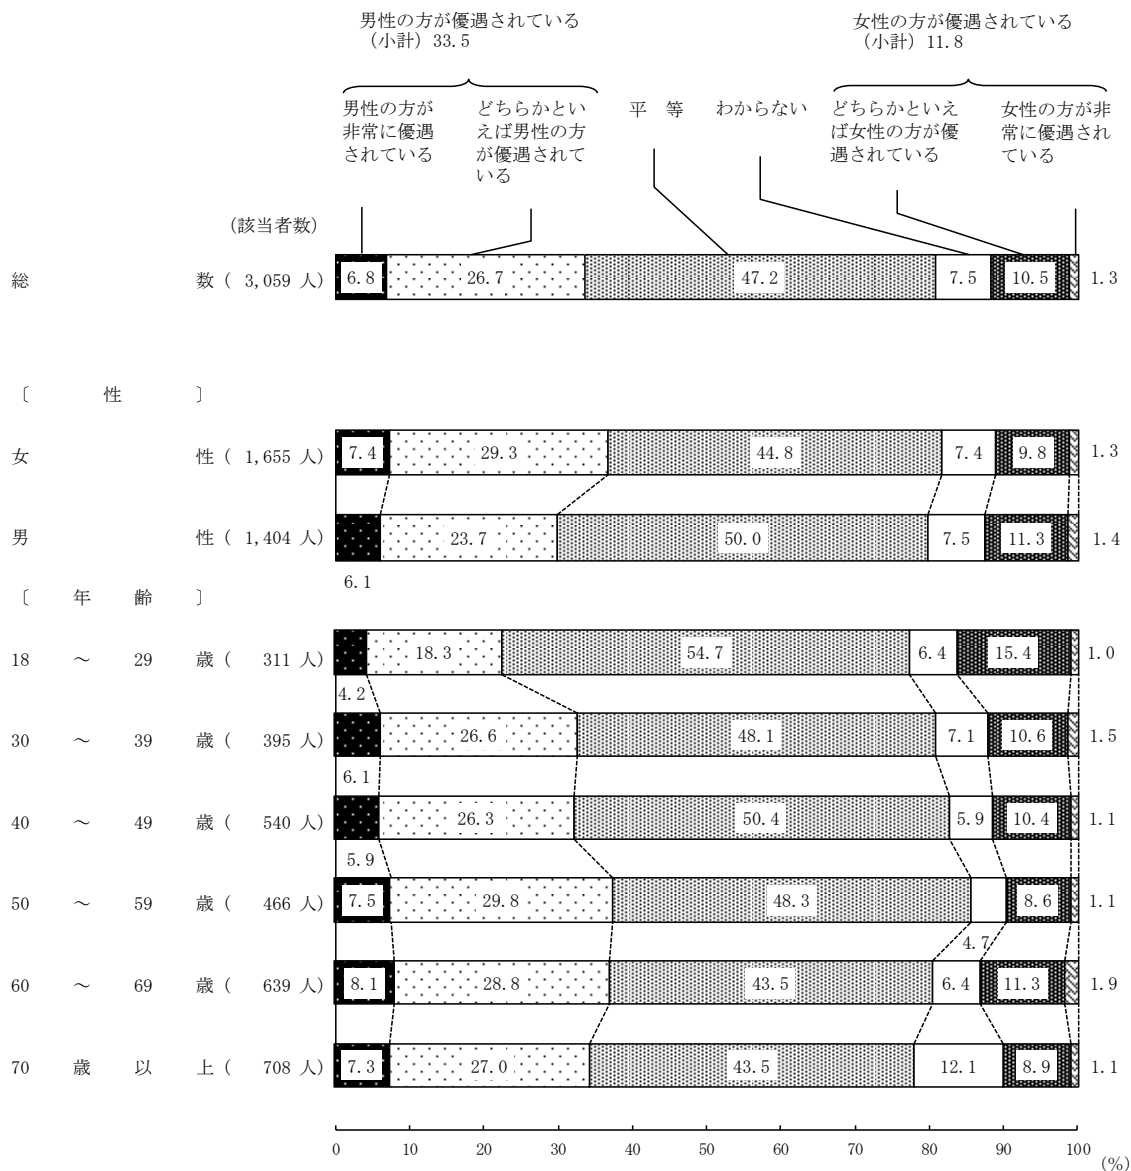 男性の方が優遇されている
（小計）33.5
女性の方が優遇されている
（小計）11.8
男性の方が
非常に優遇
されている
どちらかとい
えば男性の方
が優遇されて
いる
平 等
わからない
どちらかといえ
ば女性の方が優
遇されている
女性の方が非
常に優遇され
ている
(該当者数)
総 数 ( 3,059 人) 6.8 26.7 47.2 7.5 10.5 1.3
〔 性 〕
女 性 ( 1,655 人) 7.4 29.3 44.8 7.4 9.8 1.3
男 性 ( 1,404 人) 23.7 50.0 7.5 11.3 1.4
6.1
〔 年 齢 〕
18 ～ 29 歳 ( 311 人) 18.3 54.7 6.4 15.4 1.0
4.2
30 ～ 39 歳 ( 395 人) 26.6 48.1 7.1 10.6 1.5
6.1
40 ～ 49 歳 ( 540 人) 26.3 50.4 5.9 10.4 1.1
5.9
50 ～ 59 歳 ( 466 人) 7.5 29.8 48.3 8.6 1.1
4.7
60 ～ 69 歳 ( 639 人) 8.1 28.8 43.5 6.4 11.3 1.9
70 歳 以 上 ( 708 人) 7.3 27.0 43.5 12.1 8.9 1.1
0 10 20 30 40 50 60 70 80 90 100
(%)